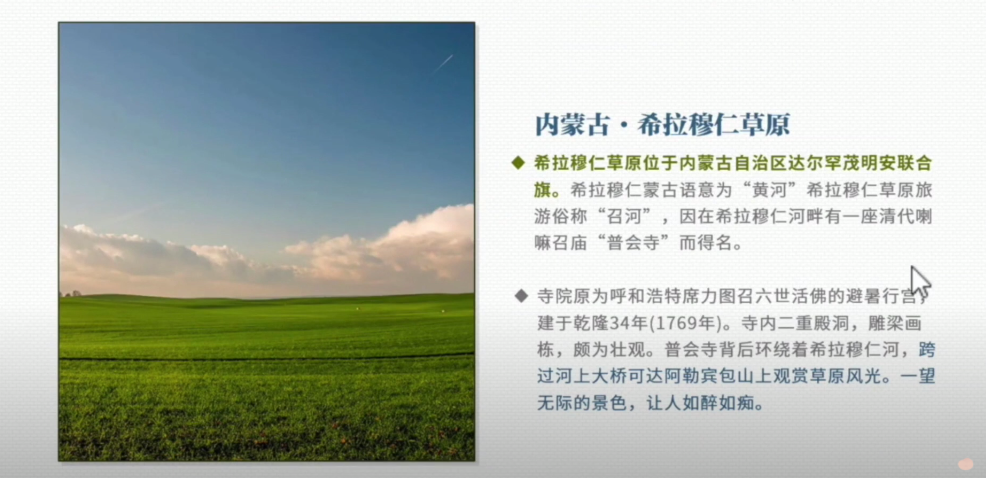 内蒙古·希拉穆仁草原
◆ 希拉穆仁草原位于内蒙古自治区达尔罕茂明安联合
旗。希拉穆仁蒙古语意为“黄河”希拉穆仁草原旅
游俗称“召河”，因在希拉穆仁河畔有一座清代喇
嘛召庙“普会寺”而得名。
◆ 寺院原为呼和浩特席力图召六世活佛的避暑行宫，
建于乾隆34年(1769年)。寺内二重殿洞，雕梁画
栋，颇为壮观。普会寺背后环绕着希拉穆仁河，跨
过河上大桥可达阿勒宾包山上观赏草原风光。一望
无际的景色，让人如醉如痴。